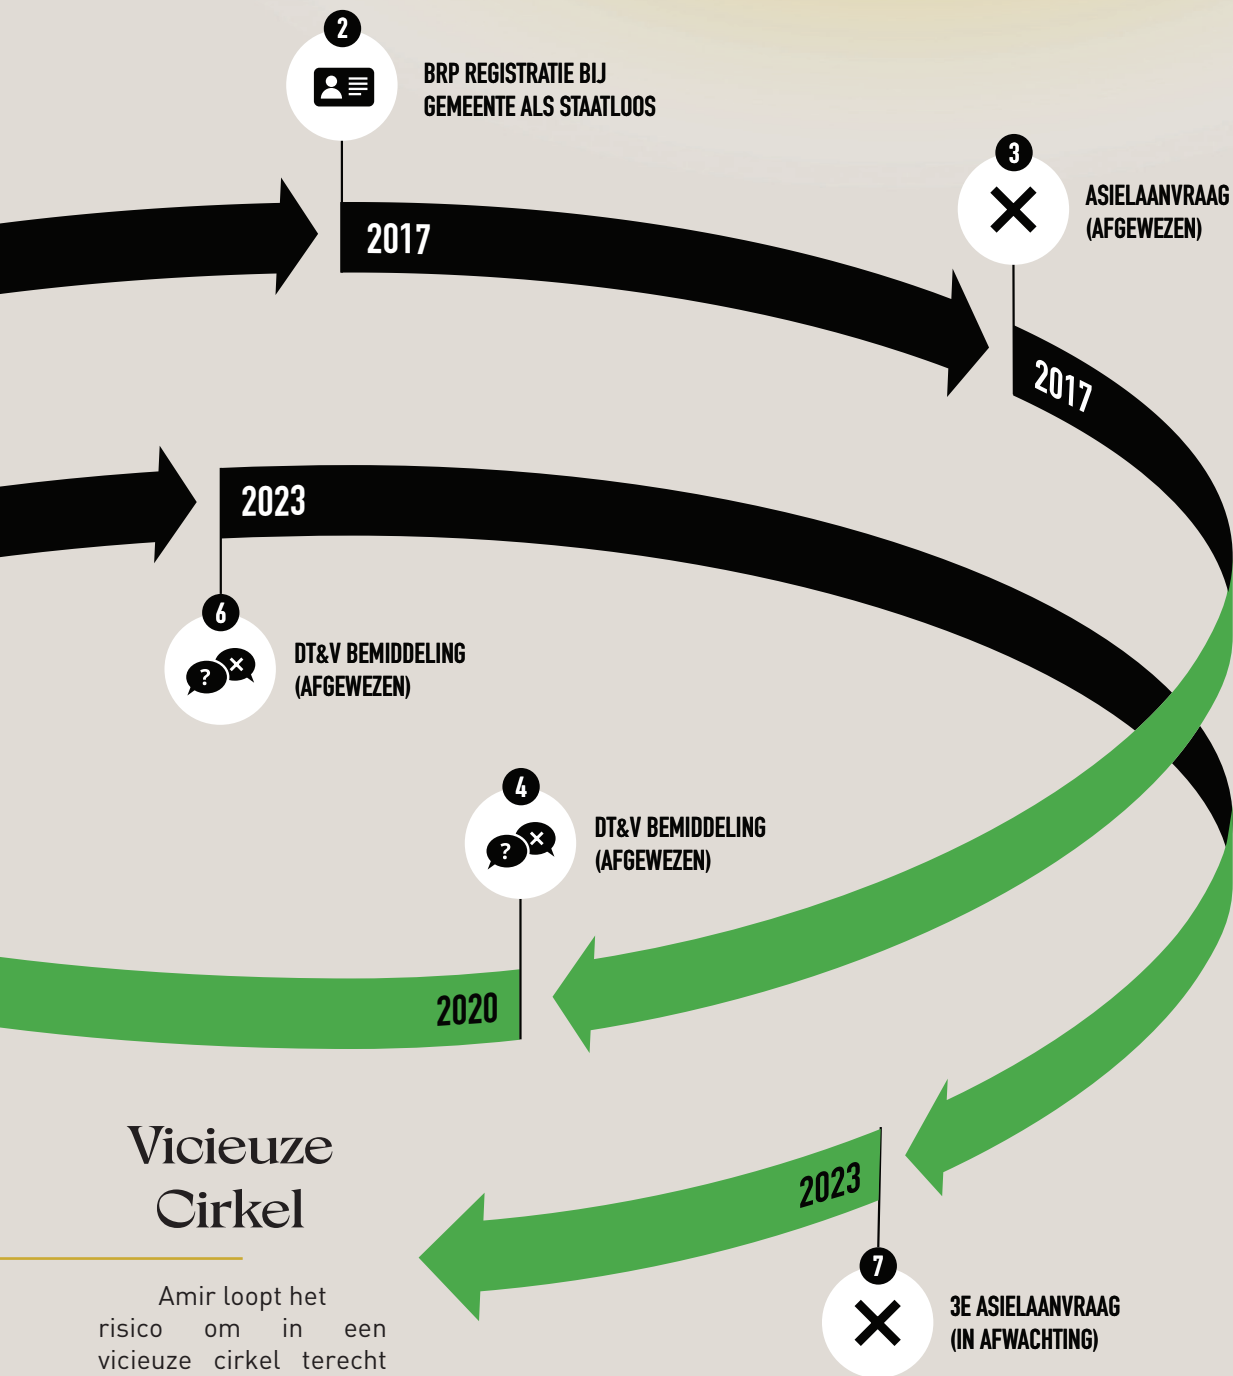 2
BRP REGISTRATIE BIJ
GEMEENTE ALS STAATLOOS
3
ASIELAANVRAAG
(AFGEWEZEN)
2017
2017
2023
6
DT&V BEMIDDELING
(AFGEWEZEN)
?
4
DT&V BEMIDDELING
(AFGEWEZEN)
?
2020
Vicieuze
Cirkel
2023
Amir loopt het
risico om in een
vicieuze cirkel terecht
7
3E ASIELAANVRAAG
(IN AFWACHTING)